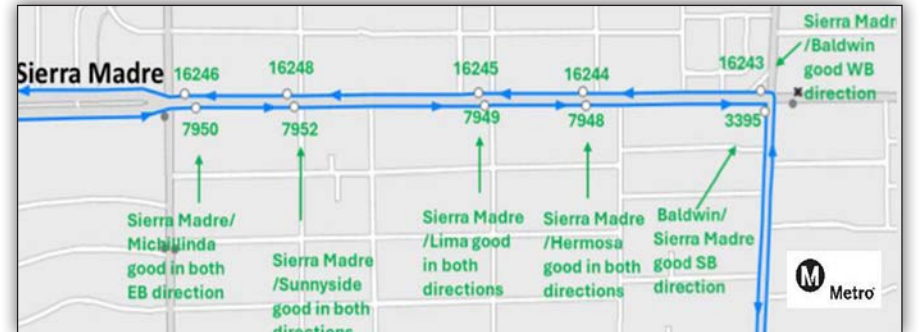 Sierra Madr
/Baldwin
good WB
direction
Sierra Madre
16246
16248
16245
16244
16243
7950
7952
7949
7948
3395
Sierra Madre/
Michillinda
good in both
EB direction
Sierra Madre
/Sunnyside
good in both
directions
Sierra Madre
/Lima good
in both
directions
Sierra Madre
/Hermosa
good in both
directions
Baldwin/
Sierra Madre
good SB
direction
M
Metro